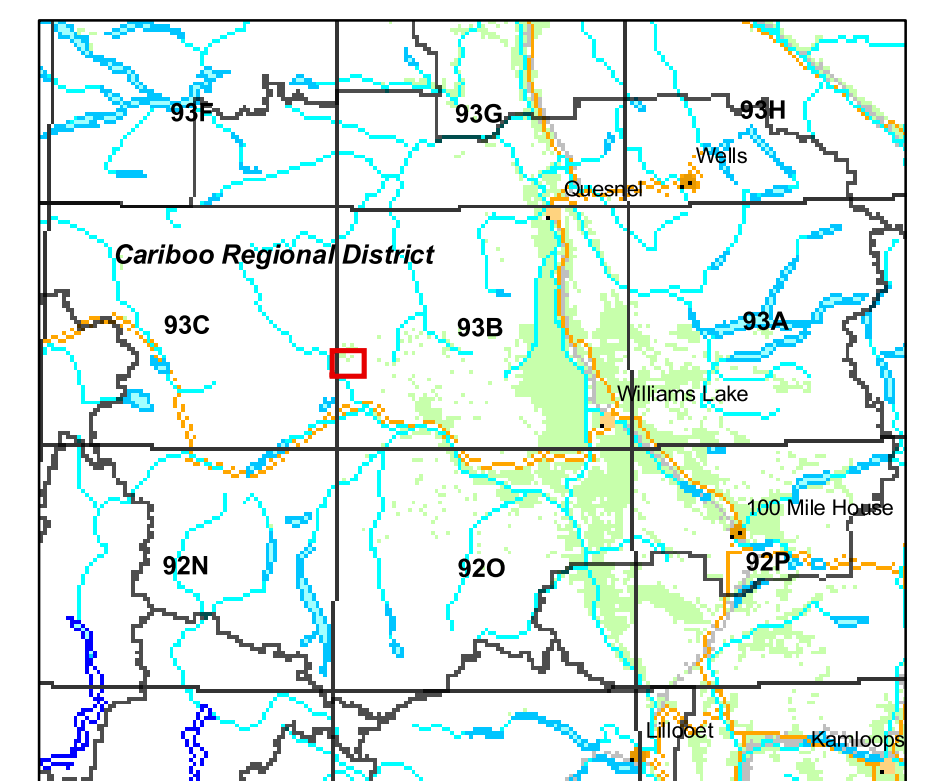 93F
93G
93H
Wells
Quesnel
Cariboo Regional District
93C
93B
93A
Williams Lake
100 Mile House
92N
92O
92P
Lillooet
Kamloops